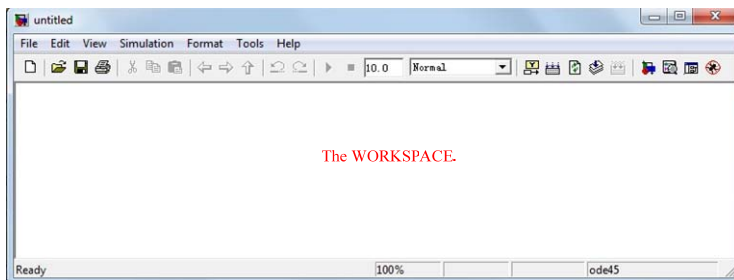 untitled
File Edit View Simulation Format Tools Help
10.0 Normal
The WORKSPACE.
Ready 100% ode45